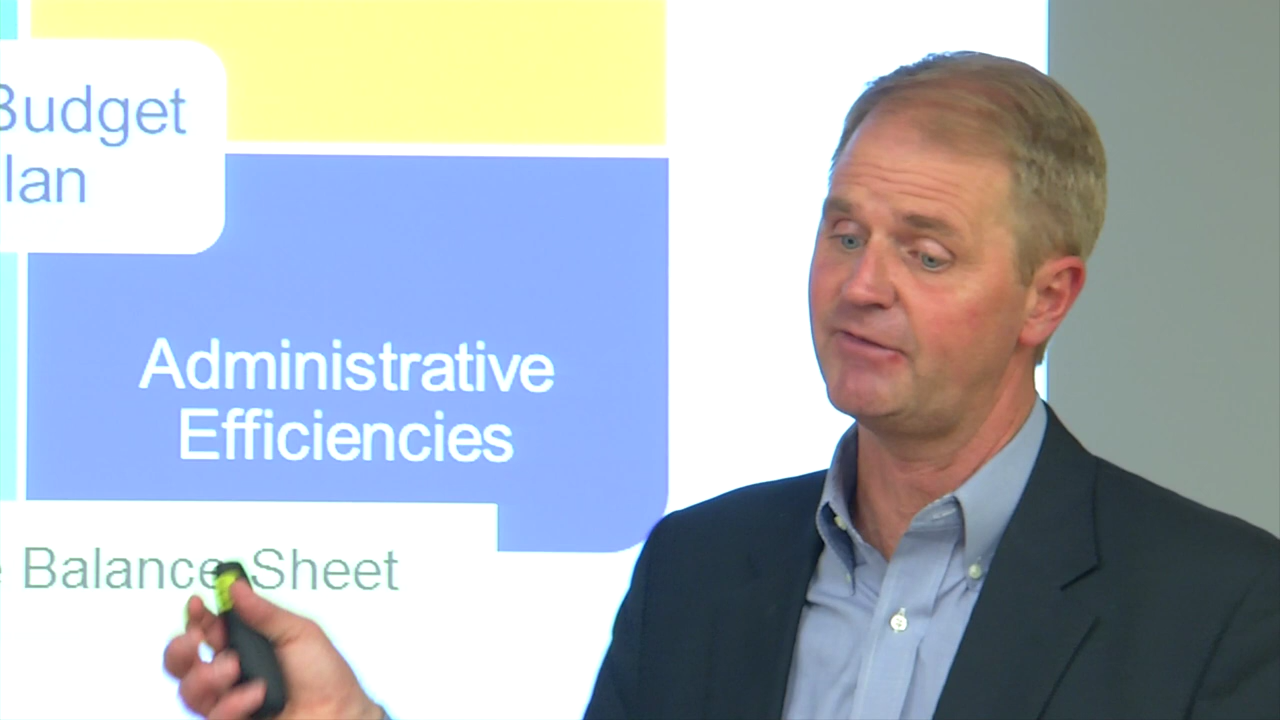 Budget
lan
Administrative
Efficiencies
Balance Sheet